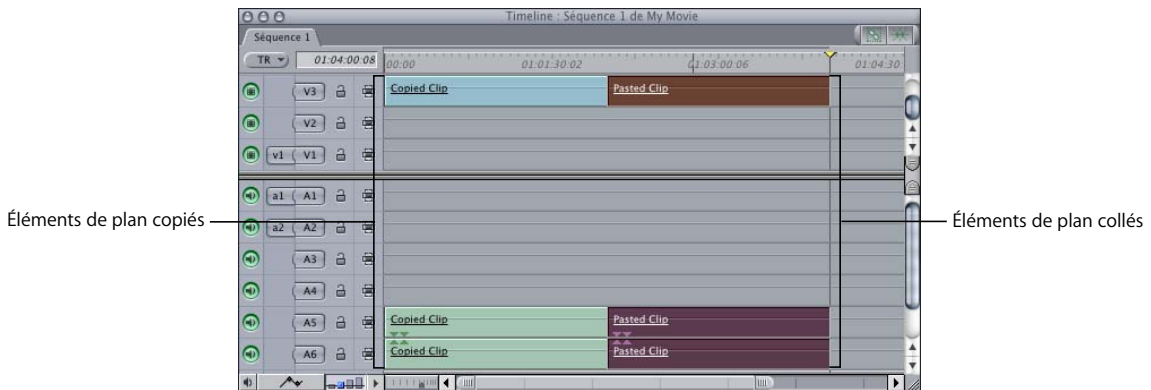 Timeline : Séquence 1 de My Movie
Séquence 1
TR 01:04:00:08 00:00 01:01:30:02 01:03:00:06 01:04:30
V3 Copied Clip Pasted Clip
V2
v1 V1
a1 A1
Éléments de plan copiés
Éléments de plan collés
a2 A2
A3
A4
A5 Copied Clip Pasted Clip
A6 Copied Clip Pasted Clip